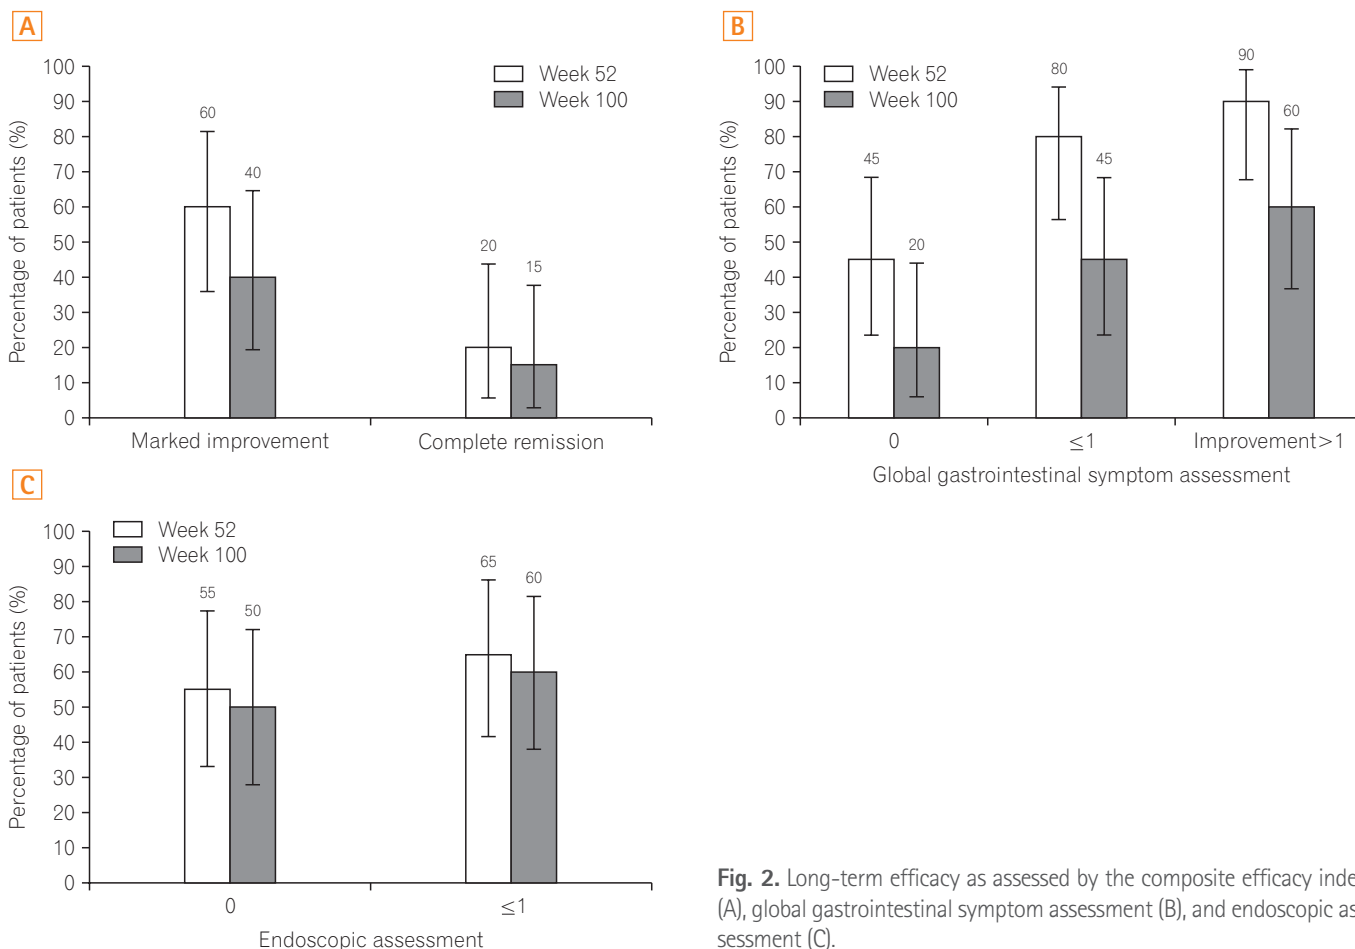 A
Percentage of patients (%)
100
90
80
70
60
50
40
30
20
10
0
Week 52
Week 100
60
40
20
15
Marked improvement
Complete remission
B
Percentage of patients (%)
100
90
80
70
60
50
40
30
20
10
0
Week 52
Week 100
45
20
80
45
90
60
0
≤1
Improvement>1
Global gastrointestinal symptom assessment
C
Percentage of patients (%)
100
90
80
70
60
50
40
30
20
10
0
Week 52
Week 100
55
50
65
60
0
≤1
Endoscopic assessment
Fig. 2. Long-term efficacy as assessed by the composite efficacy inde
(A), global gastrointestinal symptom assessment (B), and endoscopic as
sessment (C).